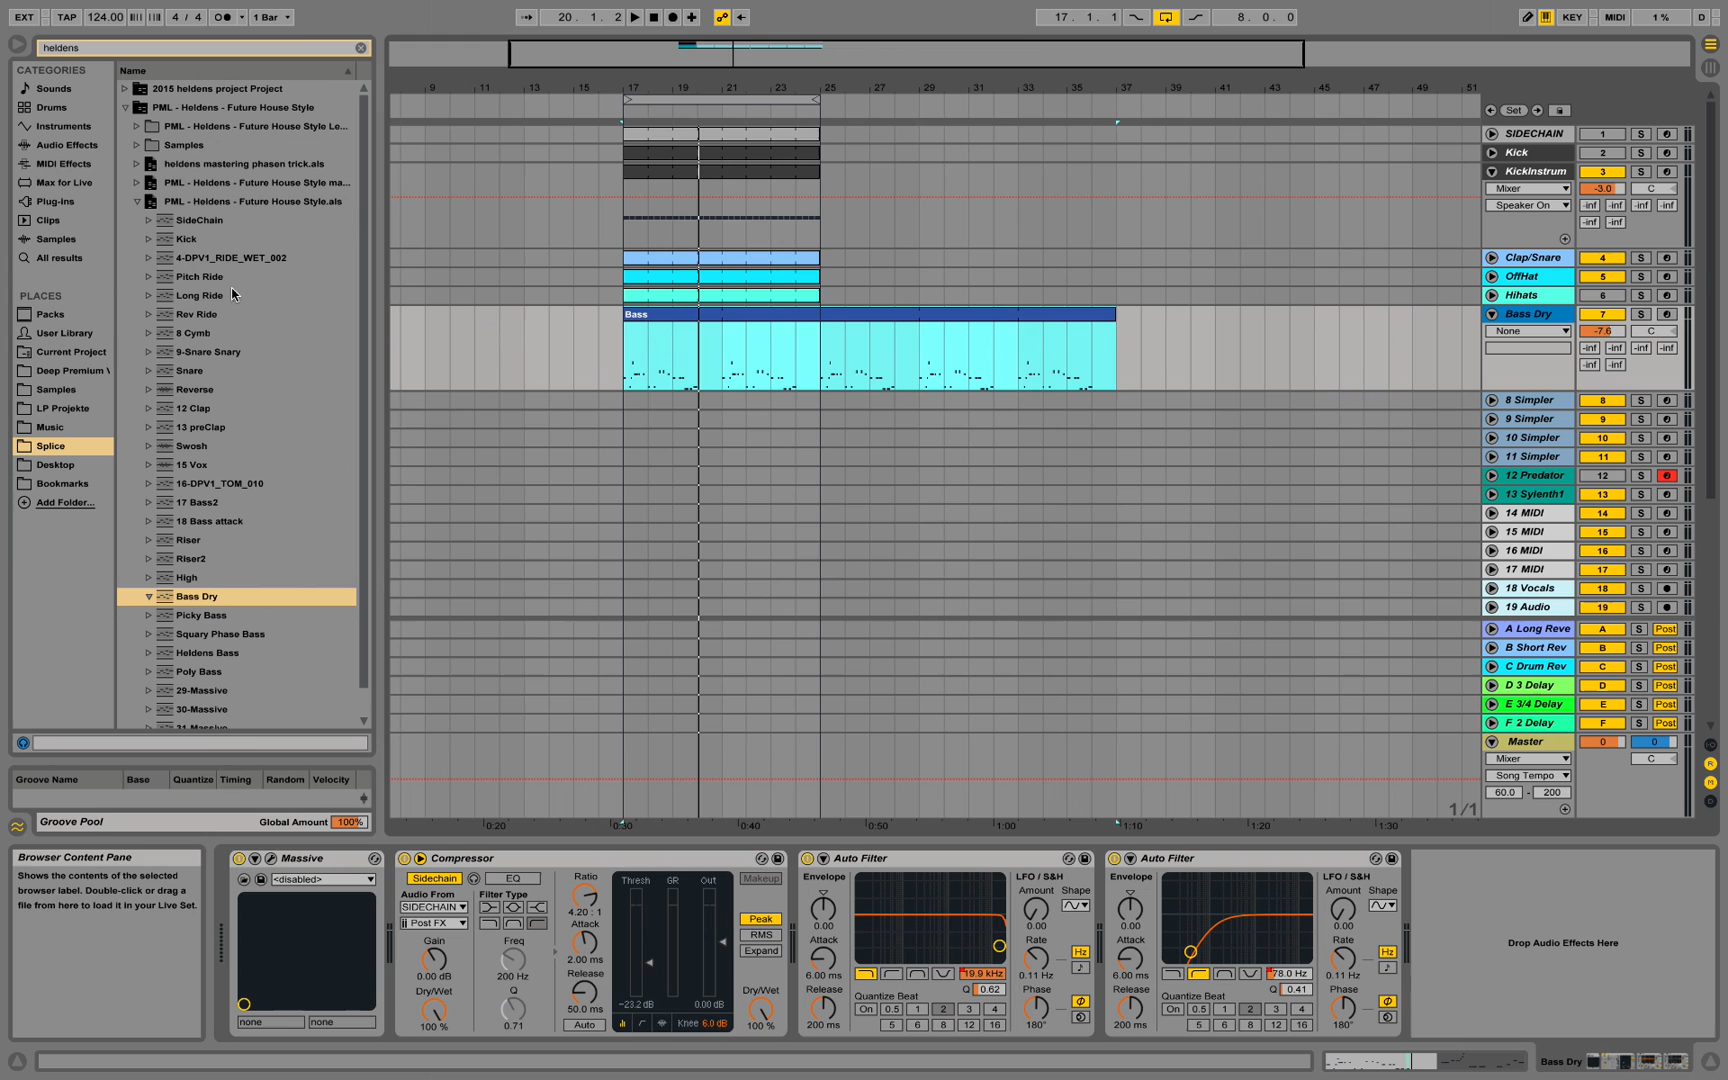 EXT TAP 124.00 4 / 4 1 Bar 20. 1. 2 17. 1. 1 8. 0. 0 KEY MIDI 1 % D
heldens
CATEGORIES
Sounds
Drums
Instruments
Audio Effects
MIDI Effects
Max for Live
Plug-ins
Clips
Samples
All results
PLACES
Packs
User Library
Current Project
Deep Premium V
Samples
LP Projekte
Music
Splice
Desktop
Bookmarks
Add Folder...
Name
2015 heldens project Project
PML - Heldens - Future House Style
PML - Heldens - Future House Style Le...
Samples
heldens mastering phasen trick.als
PML - Heldens - Future House Style ma...
PML - Heldens - Future House Style.als
SideChain
Kick
4-DPV1_RIDE_WET_002
Pitch Ride
Long Ride
Rev Ride
8 Cymb
9-Snare Snary
Snare
Reverse
12 Clap
13 preClap
Swosh
15 Vox
16-DPV1_TOM_010
17 Bass2
18 Bass attack
Riser
Riser2
High
Bass Dry
Picky Bass
Squary Phase Bass
Heldens Bass
Poly Bass
29-Massive
30-Massive
31-Massive
Groove Name Base Quantize Timing Random Velocity
Groove Pool Global Amount 100%
9 11 13 15 17 19 21 23 25 27 29 31 33 35 37 39 41 43 45 47 49 51
Set
Bass
SIDECHAIN 1 S
Kick 2 S
KickInstrum 3 S
Mixer -3.0 C
Speaker On -inf -inf -inf -inf
-inf -inf
Clap/Snare 4 S
OffHat 5 S
Hihats 6 S
Bass Dry 7 S
None -7.6 C
-inf -inf -inf -inf
-inf -inf
8 Simpler 8 S
9 Simpler 9 S
10 Simpler 10 S
11 Simpler 11 S
12 Predator 12 S
13 Sylenth1 13 S
14 MIDI 14 S
15 MIDI 15 S
16 MIDI 16 S
17 MIDI 17 S
18 Vocals 18 S
19 Audio 19 S
A Long Reve A S Post
B Short Rev B S Post
C Drum Rev C S Post
D 3 Delay D S Post
E 3/4 Delay E S Post
F 2 Delay F S Post
Master 0 0
Mixer C
Song Tempo
60.0 - 200
1/1
0:20 0:30 0:40 0:50 1:00 1:10 1:20 1:30
Browser Content Pane
Shows the contents of the selected
browser label. Double-click or drag a
file from here to load it in your Live Set.
Massive
<disabled>
none none
Compressor
Sidechain EQ
Audio From Filter Type
SIDECHAIN
Post FX
Gain Freq
0.00 dB 200 Hz
Dry/Wet Q
100 % 0.71
Ratio
4.20 : 1
Attack
2.00 ms
Release
50.0 ms
Auto
Thresh GR Out
-23.2 dB 0.00 dB
Knee 6.0 dB
Makeup
Peak
RMS
Expand
Dry/Wet
100 %
Auto Filter
Envelope LFO / S&H
Amount Shape
0.00 0.00
Attack Rate Hz
6.00 ms 0.11 Hz
19.9 kHz
Q 0.62
Release Phase
Quantize Beat
On 0.5 1 2 3 4
5 6 8 12 16
200 ms 180°
Auto Filter
Envelope LFO / S&H
Amount Shape
0.00 0.00
Attack Rate Hz
6.00 ms 0.11 Hz
78.0 Hz
Q 0.41
Release Phase
Quantize Beat
On 0.5 1 2 3 4
5 6 8 12 16
200 ms 180°
Drop Audio Effects Here
Bass Dry